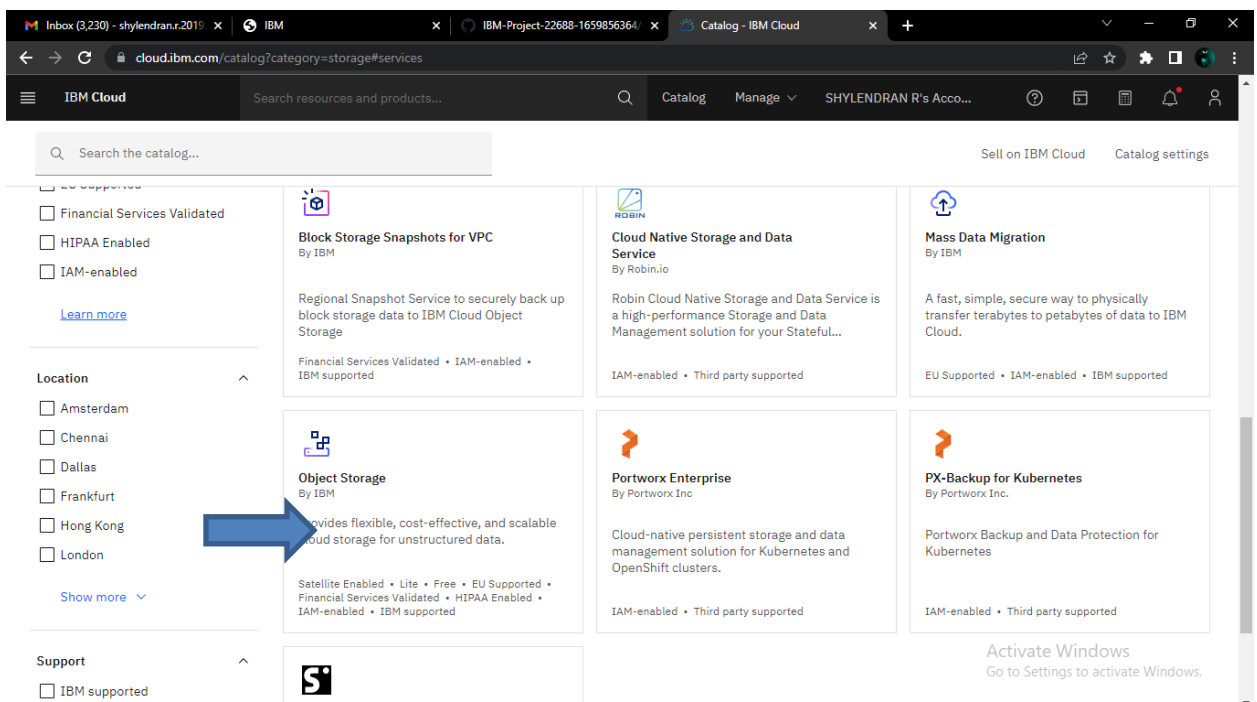 Inbox (3,230) - shylendran.r.2019
IBM
IBM-Project-22688-1659856364/
Catalog - IBM Cloud
cloud.ibm.com/catalog?category=storage#services
IBM Cloud
Search resources and products...
Catalog
Manage
SHYLENDRAN R's Acco...
Search the catalog...
Sell on IBM Cloud
Catalog settings
EU Supported
Financial Services Validated
HIPAA Enabled
IAM-enabled
Learn more
Location
Amsterdam
Chennai
Dallas
Frankfurt
Hong Kong
London
Show more
Support
IBM supported
Block Storage Snapshots for VPC
By IBM
Regional Snapshot Service to securely back up
block storage data to IBM Cloud Object
Storage
Financial Services Validated • IAM-enabled •
IBM supported
ROBIN
Cloud Native Storage and Data
Service
By Robin.io
Robin Cloud Native Storage and Data Service is
a high-performance Storage and Data
Management solution for your Stateful...
IAM-enabled • Third party supported
Mass Data Migration
By IBM
A fast, simple, secure way to physically
transfer terabytes to petabytes of data to IBM
Cloud.
EU Supported • IAM-enabled • IBM supported
Object Storage
By IBM
ovides flexible, cost-effective, and scalable
oud storage for unstructured data.
Satellite Enabled • Lite • Free • EU Supported •
Financial Services Validated • HIPAA Enabled •
IAM-enabled • IBM supported
Portworx Enterprise
By Portworx Inc
Cloud-native persistent storage and data
management solution for Kubernetes and
OpenShift clusters.
IAM-enabled • Third party supported
PX-Backup for Kubernetes
By Portworx Inc.
Portworx Backup and Data Protection for
Kubernetes
IAM-enabled • Third party supported
S
Activate Windows
Go to Settings to activate Windows.